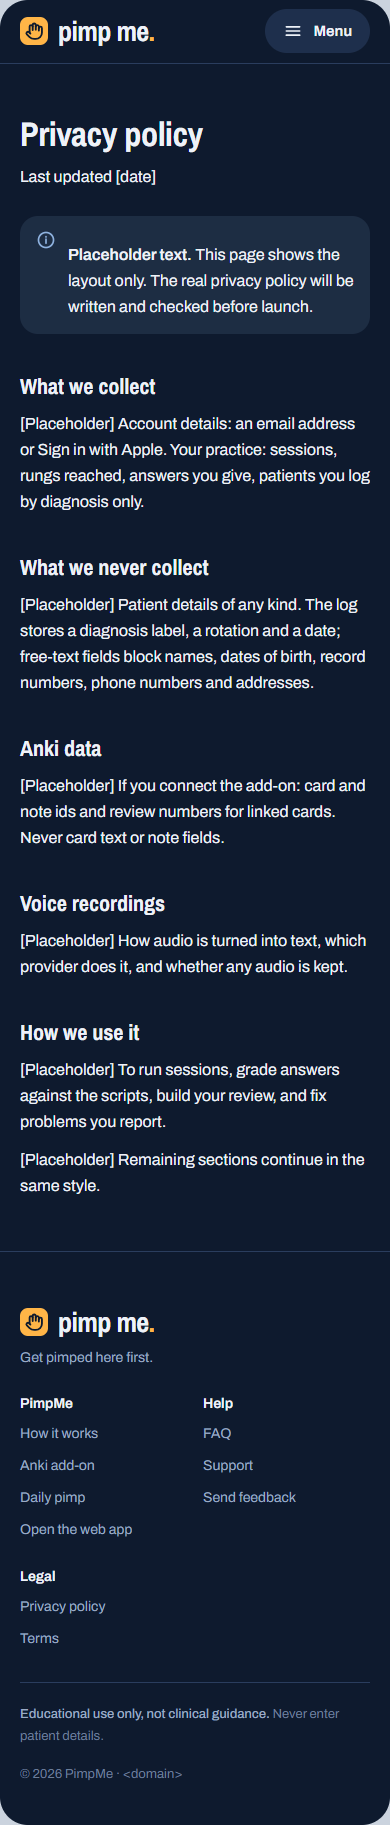 pimp me.
Menu
Privacy policy
Last updated [date]
Placeholder text. This page shows the
layout only. The real privacy policy will be
written and checked before launch.
What we collect
[Placeholder] Account details: an email address
or Sign in with Apple. Your practice: sessions,
rungs reached, answers you give, patients you log
by diagnosis only.
What we never collect
[Placeholder] Patient details of any kind. The log
stores a diagnosis label, a rotation and a date;
free-text fields block names, dates of birth, record
numbers, phone numbers and addresses.
Anki data
[Placeholder] If you connect the add-on: card and
note ids and review numbers for linked cards.
Never card text or note fields.
Voice recordings
[Placeholder] How audio is turned into text, which
provider does it, and whether any audio is kept.
How we use it
[Placeholder] To run sessions, grade answers
against the scripts, build your review, and fix
problems you report.
[Placeholder] Remaining sections continue in the
same style.
pimp me.
Get pimped here first.
PimpMe
How it works
Anki add-on
Daily pimp
Open the web app
Help
FAQ
Support
Send feedback
Legal
Privacy policy
Terms
Educational use only, not clinical guidance. Never enter
patient details.
© 2026 PimpMe · <domain>